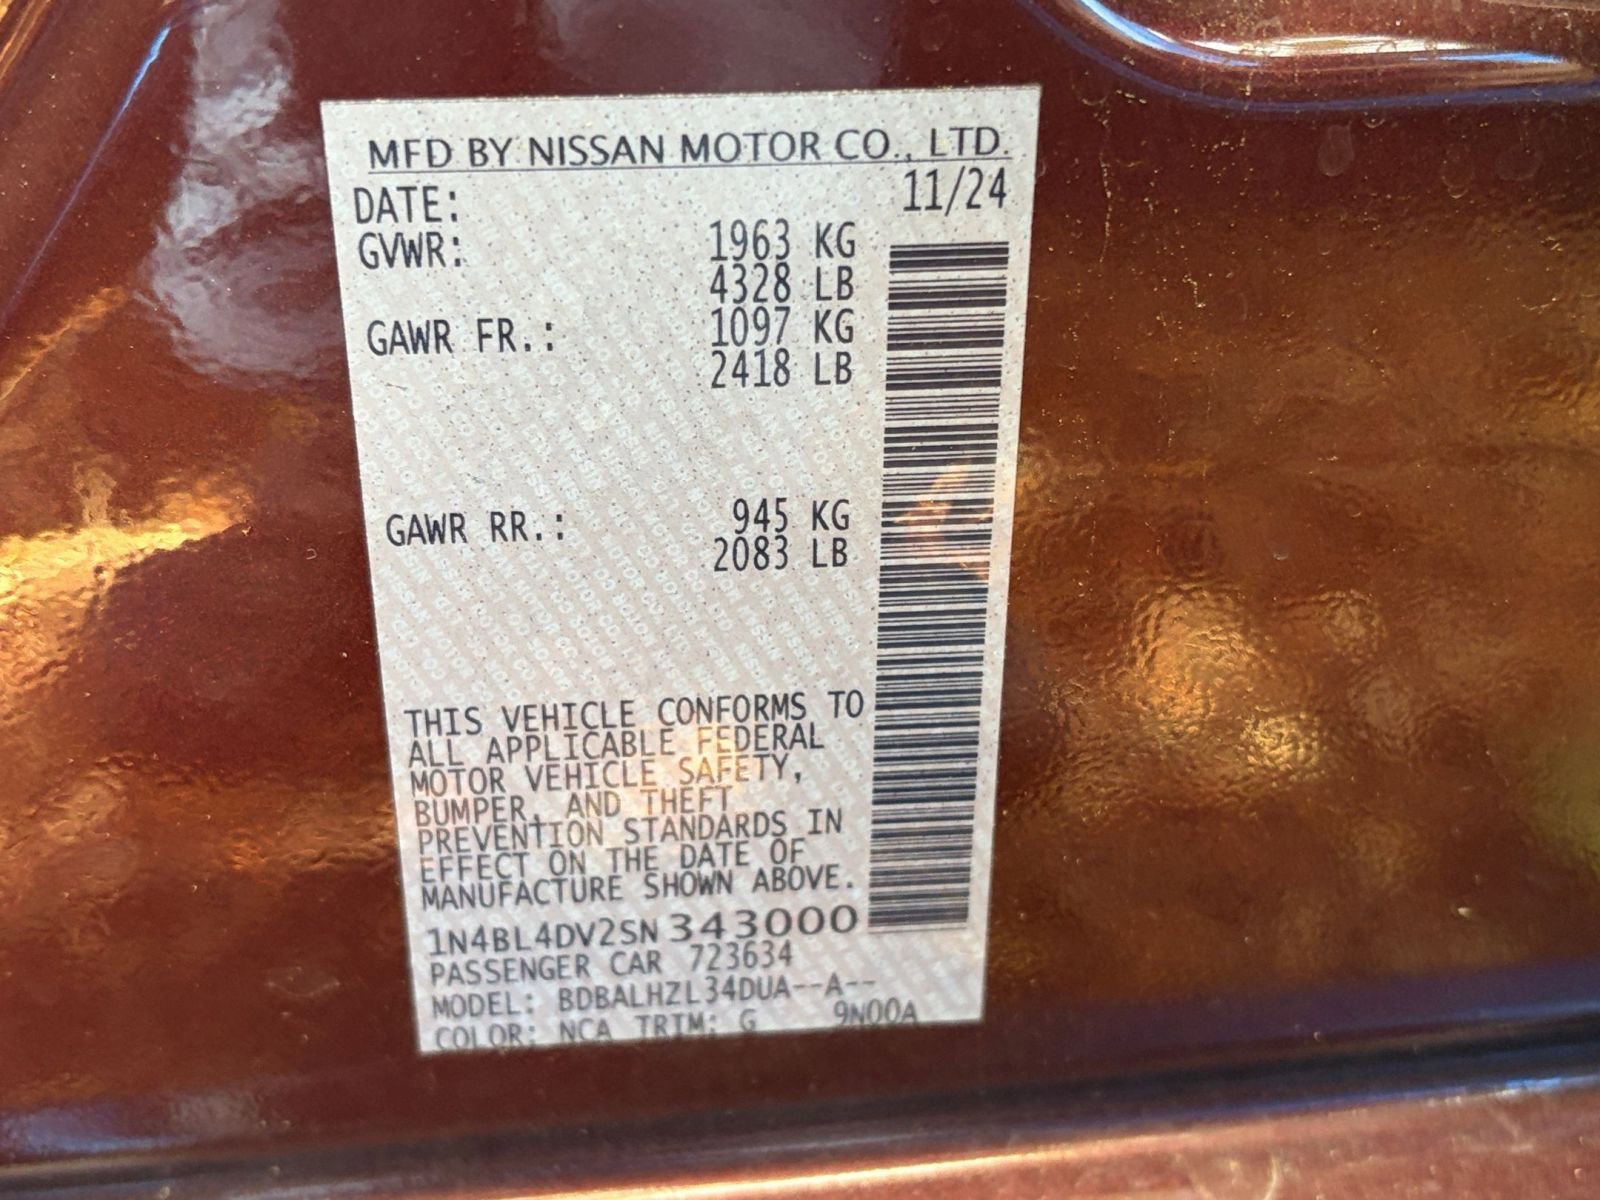 MFD BY NISSAN MOTOR CO., LTD.
DATE: 11/24
GVWR: 1963 KG
4328 LB
GAWR FR.: 1097 KG
2418 LB
GAWR RR.: 945 KG
2083 LB
THIS VEHICLE CONFORMS TO
ALL APPLICABLE FEDERAL
MOTOR VEHICLE SAFETY,
BUMPER, AND THEFT
PREVENTION STANDARDS IN
EFFECT ON THE DATE OF
MANUFACTURE SHOWN ABOVE.
1N4BL4DV2SN343000
PASSENGER CAR 723634
MODEL: BDBALHZL34DUA--A--
COLOR: NCA TRIM: G 9N00A